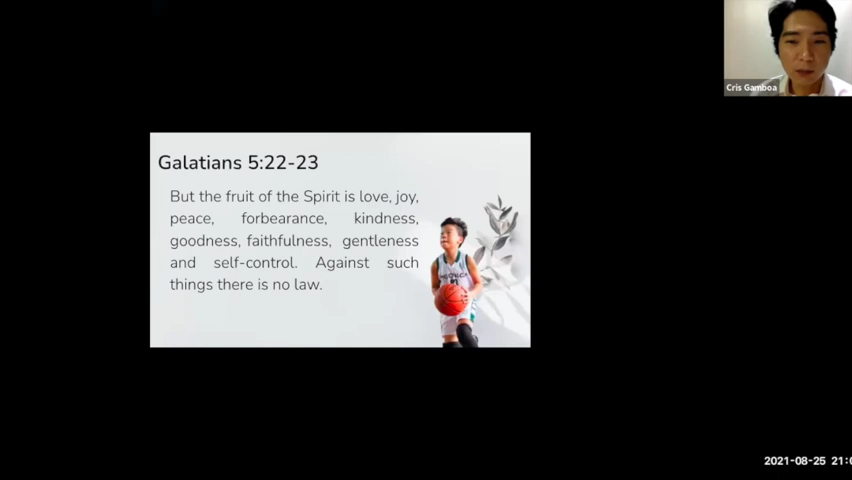 Cris Gamboa
Galatians 5:22-23
But the fruit of the Spirit is love, joy,
peace, forbearance, kindness,
goodness, faithfulness, gentleness
and self-control. Against such
things there is no law.
2021-08-25 21:0